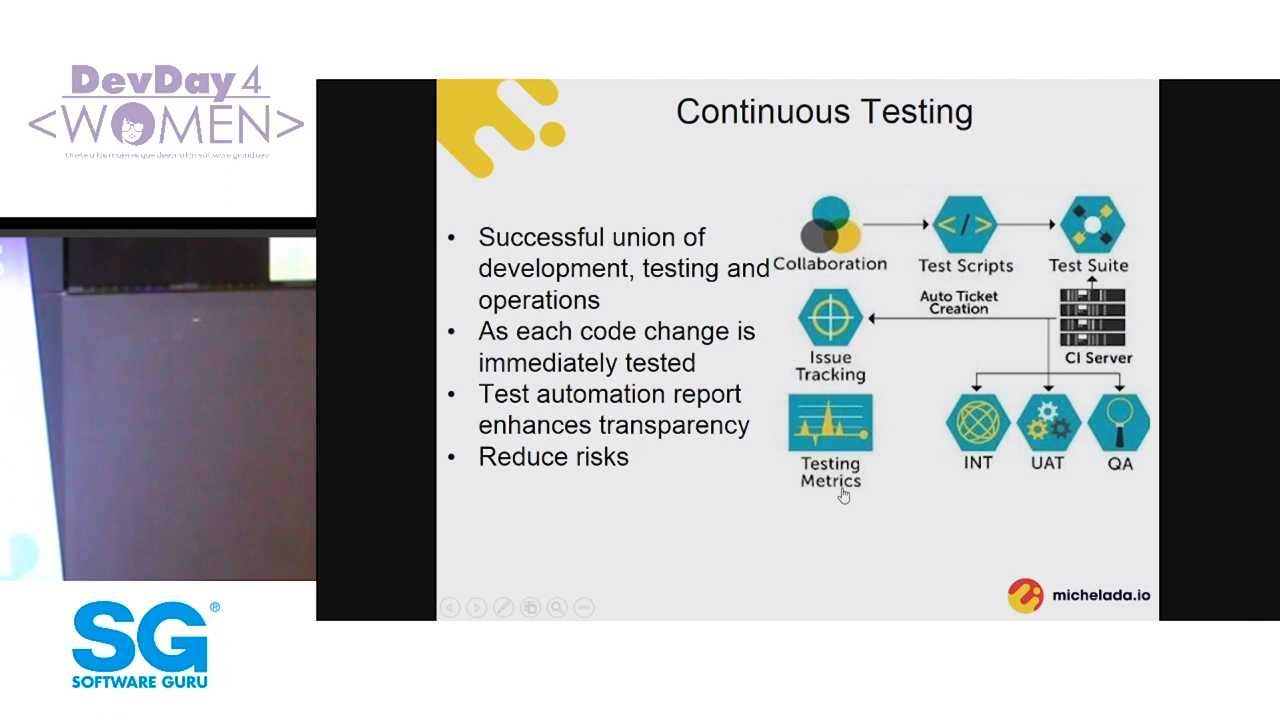 DevDay4
<WOMEN>
Continuous Testing
• Successful union of
development, testing and
operations
• As each code change is
immediately tested
• Test automation report
enhances transparency
• Reduce risks
Collaboration
Test Scripts
Test Suite
Auto Ticket
Creation
Issue
Tracking
CI Server
Testing
Metrics
INT
UAT
QA
michelada.io
SG®
SOFTWARE GURU